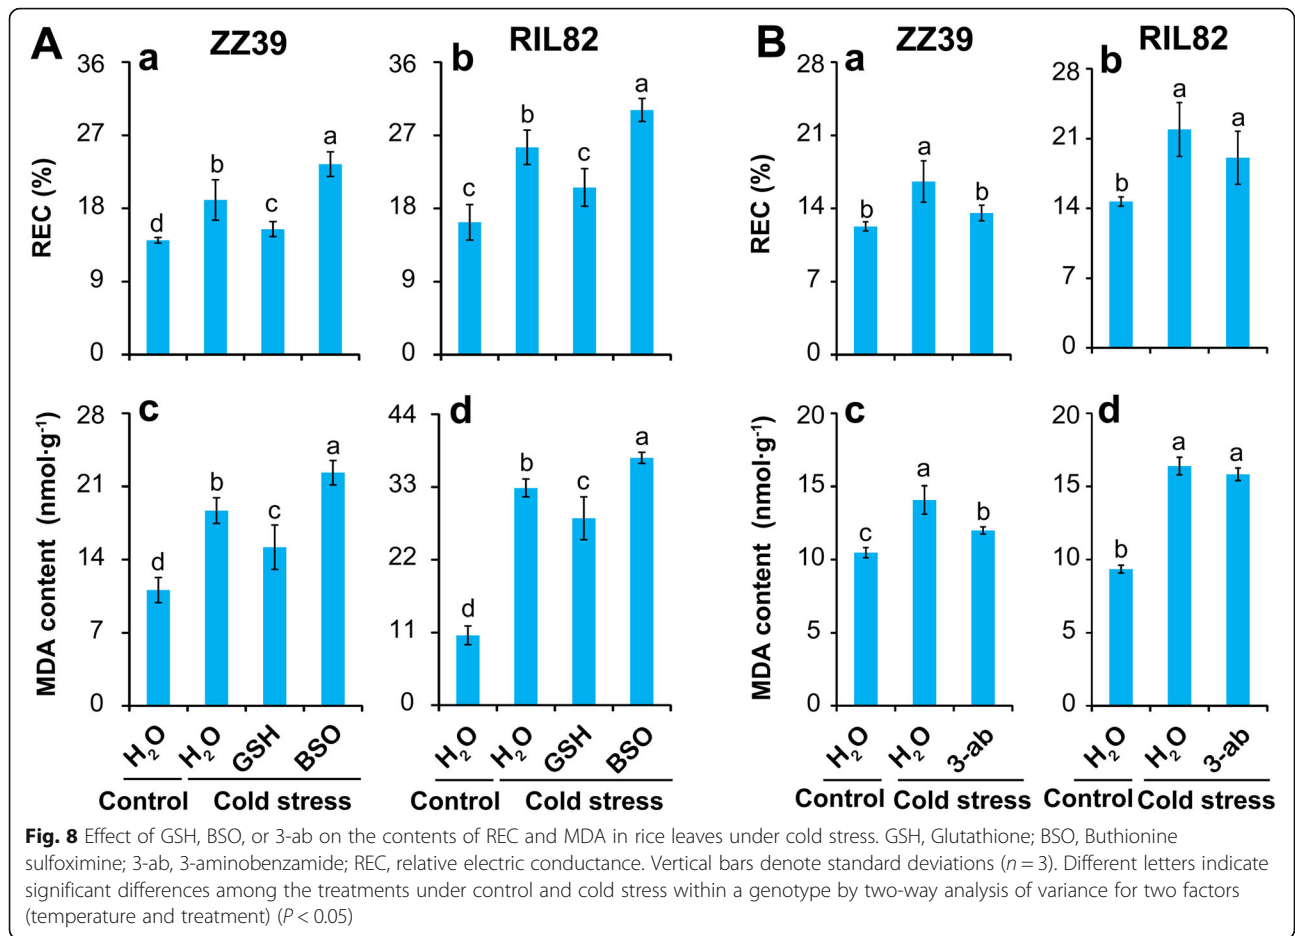 A
ZZ39
RIL82
B
ZZ39
RIL82
a
36
27
18
9
0
REC (%)
d
b
c
a
b
36
27
18
9
0
c
b
c
a
a
28
21
14
7
0
REC (%)
b
a
b
b
28
21
14
7
0
b
a
a
c
28
21
14
7
0
MDA content (nmol·g-1)
d
b
c
a
d
44
33
22
11
0
d
b
c
a
c
20
15
10
5
0
MDA content (nmol·g-1)
c
a
b
d
20
15
10
5
0
b
a
a
H2O H2O GSH BSO
Control Cold stress
H2O H2O GSH BSO
Control Cold stress
H2O H2O 3-ab
Control Cold stress
H2O H2O 3-ab
Control Cold stress
Fig. 8 Effect of GSH, BSO, or 3-ab on the contents of REC and MDA in rice leaves under cold stress. GSH, Glutathione; BSO, Buthionine
sulfoximine; 3-ab, 3-aminobenzamide; REC, relative electric conductance. Vertical bars denote standard deviations (n = 3). Different letters indicate
significant differences among the treatments under control and cold stress within a genotype by two-way analysis of variance for two factors
(temperature and treatment) (P < 0.05)